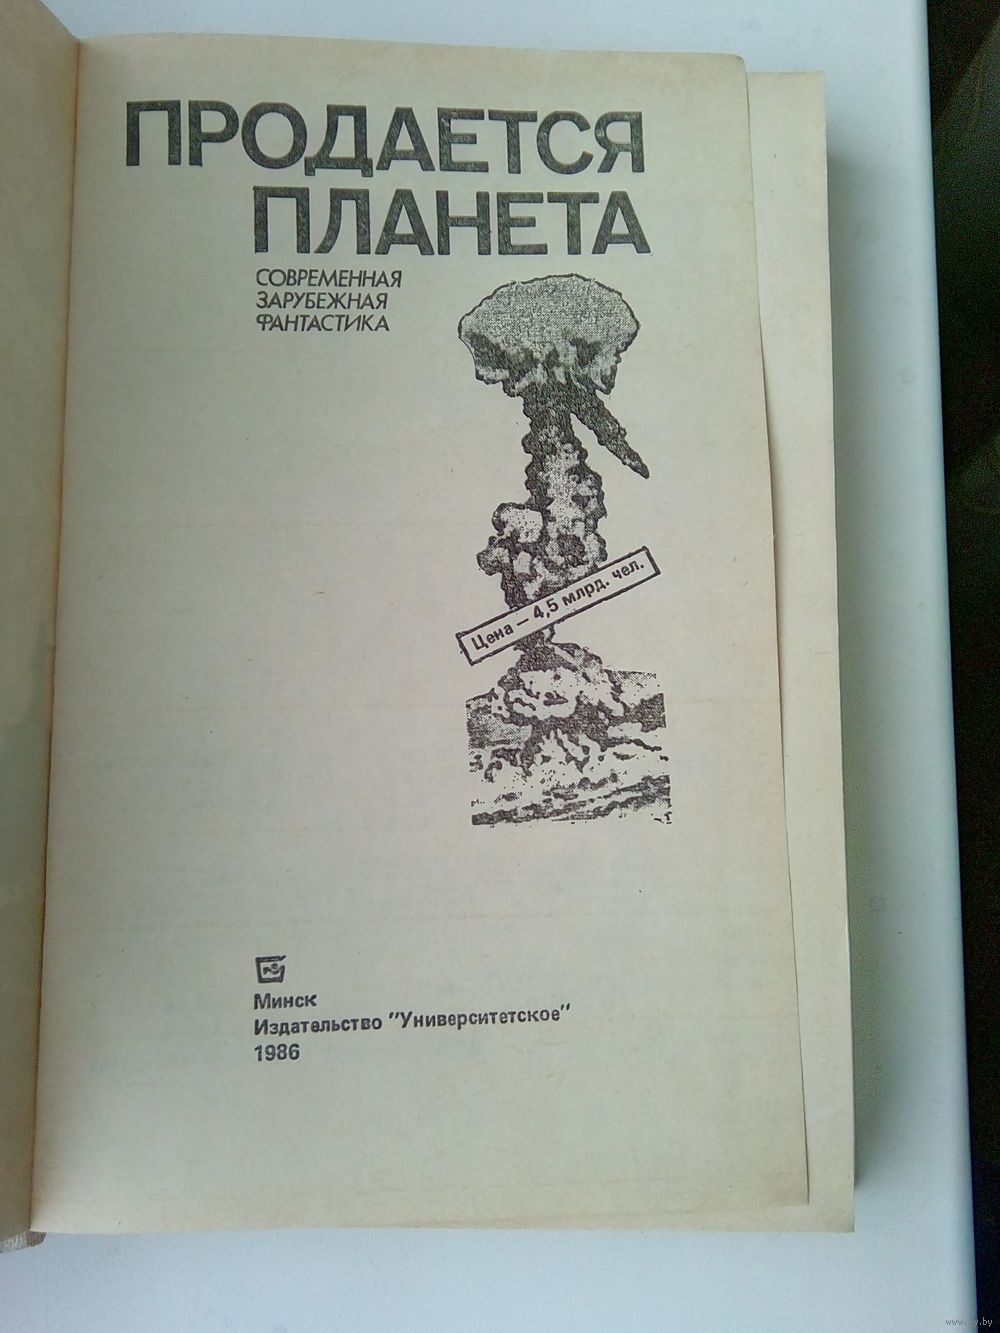 ПРОДАЕТСЯ
ПЛАНЕТА
СОВРЕМЕННАЯ
ЗАРУБЕЖНАЯ
ФАНТАСТИКА
Цена — 4,5 млрд. чел.
Минск
Издательство "Университетское"
1986